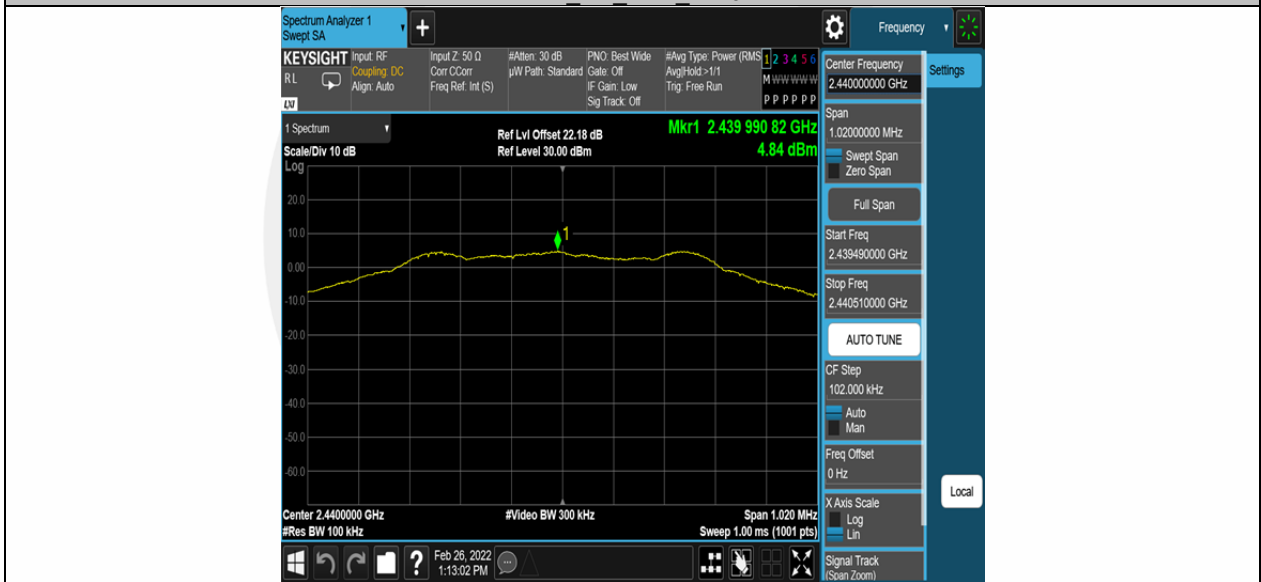 Spectrum Analyzer 1
Swept SA
Frequency
KEYSIGHT
RL
LXI
Input: RF
Coupling: DC
Align: Auto
Input Z: 50 Ω
Corr CCorr
Freq Ref: Int (S)
#Atten: 30 dB
µW Path: Standard
PNO: Best Wide
Gate: Off
IF Gain: Low
Sig Track: Off
#Avg Type: Power (RMS
Avg|Hold:>1/1
Trig: Free Run
1 2 3 4 5 6
M W W W W W
P P P P P P
1 Spectrum
Scale/Div 10 dB
Log
Ref Lvl Offset 22.18 dB
Ref Level 30.00 dBm
Mkr1 2.439 990 82 GHz
4.84 dBm
1
20.0
10.0
0.00
-10.0
-20.0
-30.0
-40.0
-50.0
-60.0
Center 2.4400000 GHz
#Res BW 100 kHz
#Video BW 300 kHz
Span 1.020 MHz
Sweep 1.00 ms (1001 pts)
Feb 26, 2022
1:13:02 PM
Center Frequency
2.440000000 GHz
Settings
Span
1.02000000 MHz
Swept Span
Zero Span
Full Span
Start Freq
2.439490000 GHz
Stop Freq
2.440510000 GHz
AUTO TUNE
CF Step
102.000 kHz
Auto
Man
Freq Offset
0 Hz
X Axis Scale
Log
Lin
Local
Signal Track
(Span Zoom)